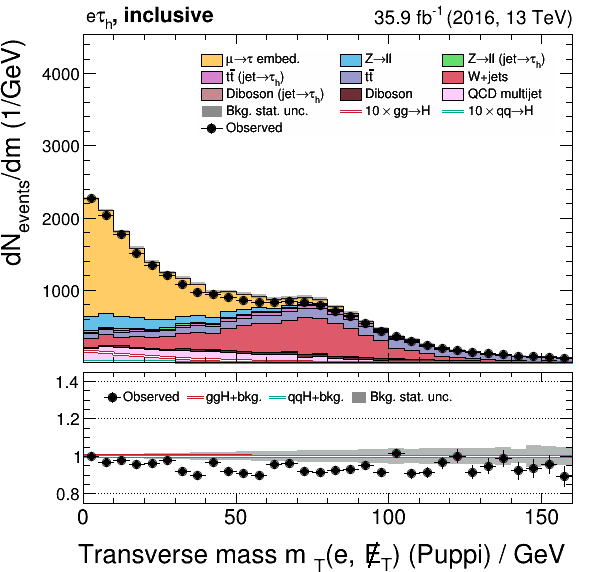 eτh, inclusive
35.9 fb⁻¹ (2016, 13 TeV)
dNevents/dm (1/GeV)
4000
3000
2000
1000
μ→τ embed.
Z→ll
Z→ll (jet→τh)
tt̄ (jet→τh)
tt̄
W+jets
Diboson (jet→τh)
Diboson
QCD multijet
Bkg. stat. unc.
10 × gg→H
10 × qq→H
Observed
1.4
1.2
1
0.8
Observed
ggH+bkg.
qqH+bkg.
Bkg. stat. unc.
0
50
100
150
Transverse mass m T(e, E̸T) (Puppi) / GeV